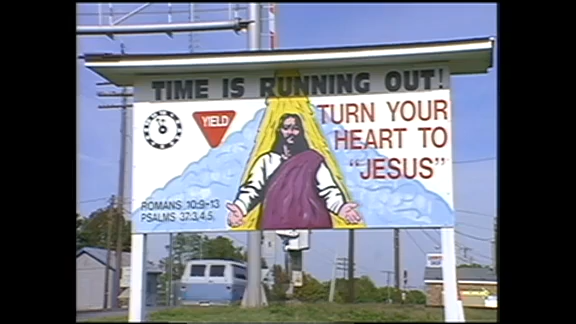 TIME IS RUNNING OUT!
YIELD
TURN YOUR
HEART TO
"JESUS"
ROMANS 10:9-13
PSALMS 37:3,4,5,